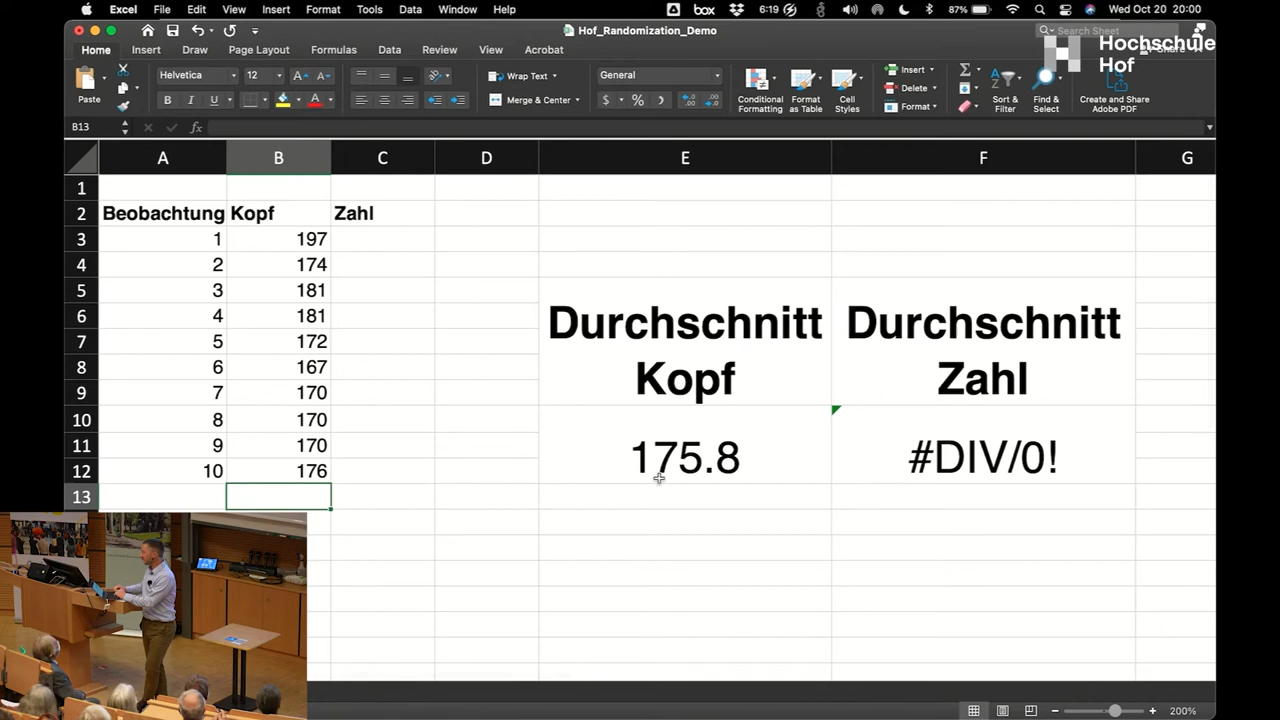 Excel File Edit View Insert Format Tools Data Window Help box 6:19 87% Wed Oct 20 20:00
Hof_Randomization_Demo
Search Sheet
Home Insert Draw Page Layout Formulas Data Review View Acrobat
Hochschule
Hof
Paste
Helvetica 12 A A
B I U A
Wrap Text
Merge & Center
General
$ %
Conditional
Formatting
Format
as Table
Cell
Styles
Insert
Delete
Format
Sort &
Filter
Find &
Select
Create and Share
Adobe PDF
B13 fx
A B C D E F G
1
2 Beobachtung Kopf Zahl
3 1 197
4 2 174
5 3 181
6 4 181
7 5 172
8 6 167
9 7 170
10 8 170
11 9 170
12 10 176
13
Durchschnitt
Kopf
175.8
Durchschnitt
Zahl
#DIV/0!
200%